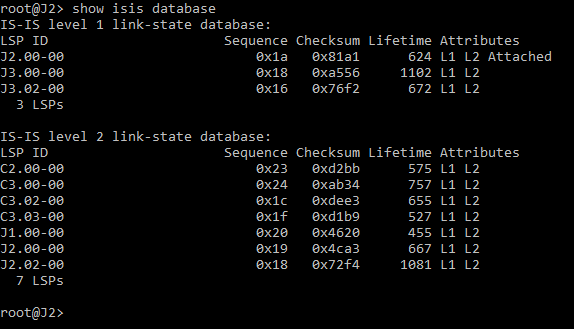 root@J2> show isis database
IS-IS level 1 link-state database:
LSP ID                      Sequence Checksum Lifetime Attributes
J2.00-00                        0x1a   0x81a1      624 L1 L2 Attached
J3.00-00                        0x18   0xa556     1102 L1 L2
J3.02-00                        0x16   0x76f2      672 L1 L2
  3 LSPs

IS-IS level 2 link-state database:
LSP ID                      Sequence Checksum Lifetime Attributes
C2.00-00                        0x23   0xd2bb      575 L1 L2
C3.00-00                        0x24   0xab34      757 L1 L2
C3.02-00                        0x1c   0xdee3      655 L1 L2
C3.03-00                        0x1f   0xd1b9      527 L1 L2
J1.00-00                        0x20   0x4620      455 L1 L2
J2.00-00                        0x19   0x4ca3      667 L1 L2
J2.02-00                        0x18   0x72f4     1081 L1 L2
  7 LSPs

root@J2>